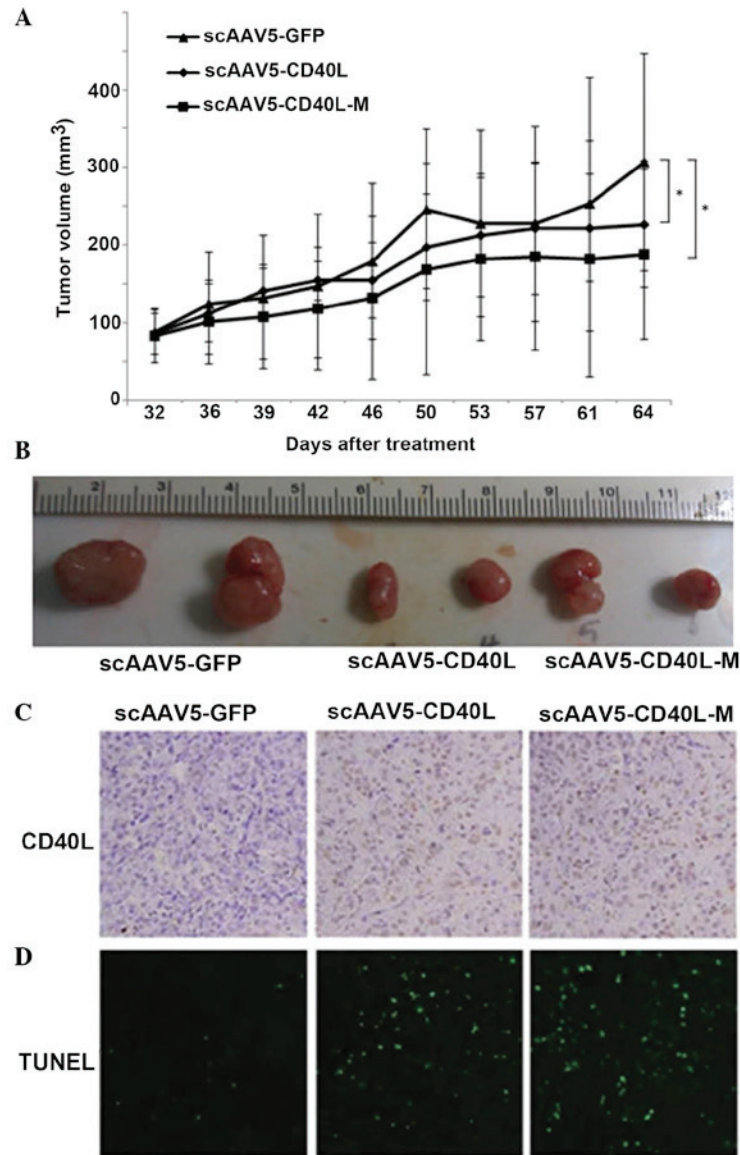 A
Tumor volume (mm³)
400
300
200
100
0
scAAV5-GFP
scAAV5-CD40L
scAAV5-CD40L-M
*
*
32 36 39 42 46 50 53 57 61 64
Days after treatment
B
2 3 4 5 6 7 8 9 10 11 12
scAAV5-GFP scAAV5-CD40L scAAV5-CD40L-M
C
scAAV5-GFP scAAV5-CD40L scAAV5-CD40L-M
CD40L
D
TUNEL